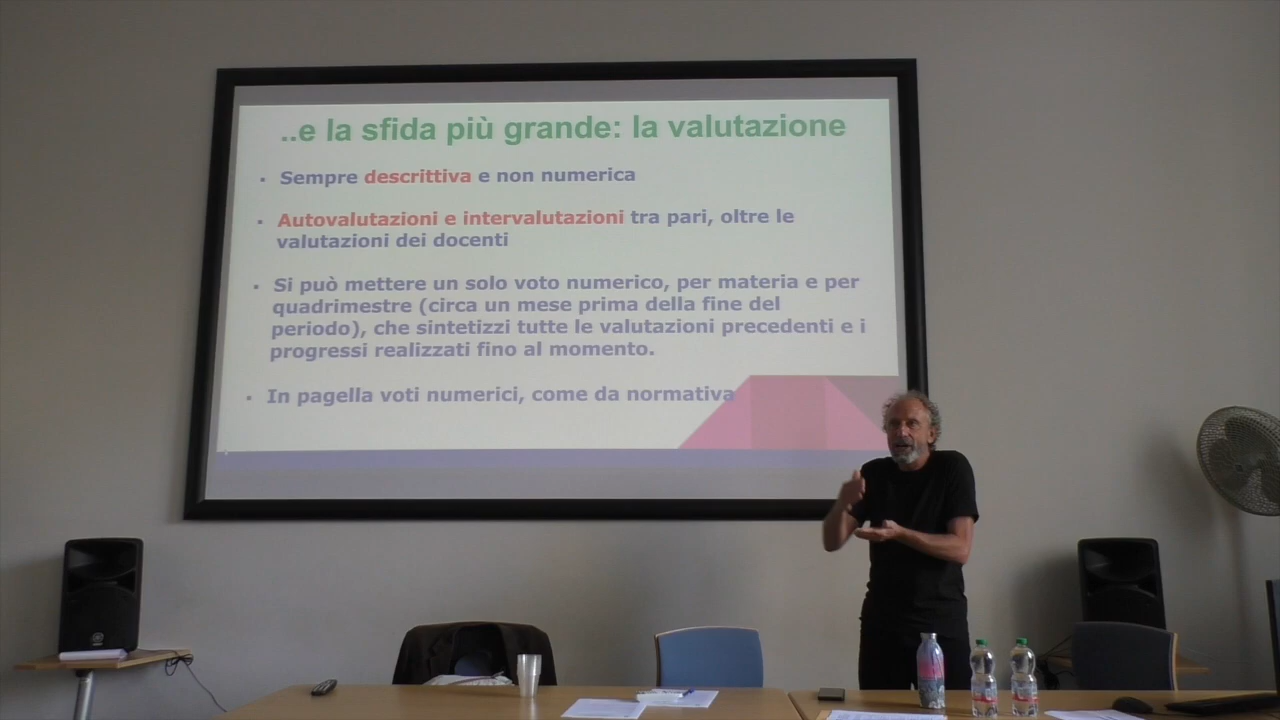 ..e la sfida più grande: la valutazione
Sempre descrittiva e non numerica
Autovalutazioni e intervalutazioni tra pari, oltre le
valutazioni dei docenti
Si può mettere un solo voto numerico, per materia e per
quadrimestre (circa un mese prima della fine del
periodo), che sintetizzi tutte le valutazioni precedenti e i
progressi realizzati fino al momento.
In pagella voti numerici, come da normativa